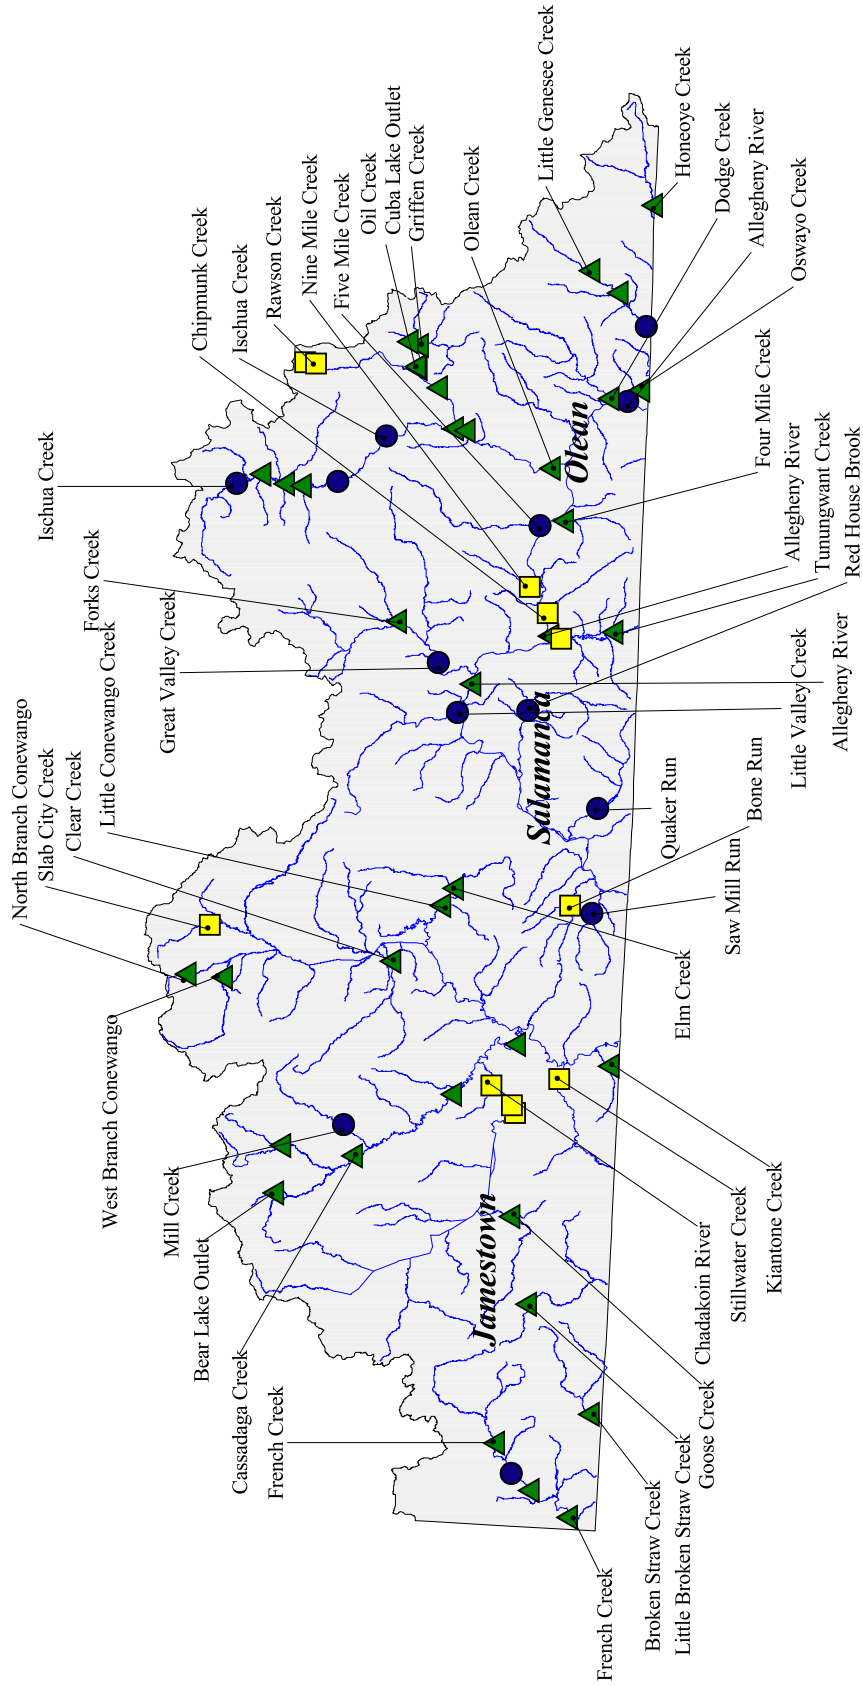 North Branch Conewango
Slab City Creek
Clear Creek
Little Conewango Creek
Forks Creek
Great Valley Creek
Ischua Creek
Chipmunk Creek
Ischua Creek
Rawson Creek
Nine Mile Creek
Five Mile Creek
Oil Creek
Cuba Lake Outlet
Griffen Creek
Olean Creek
Little Genesee Creek
Honeoye Creek
Dodge Creek
Allegheny River
Oswayo Creek
Four Mile Creek
Allegheny River
Tunungwant Creek
Red House Brook
Allegheny River
Little Valley Creek
Quaker Run
Bone Run
Saw Mill Run
Elm Creek
West Branch Conewango
Mill Creek
Bear Lake Outlet
Cassadaga Creek
French Creek
Kiantone Creek
Stillwater Creek
Chadakoin River
Goose Creek
Little Broken Straw Creek
Broken Straw Creek
French Creek
Jamestown
Salamanca
Olean